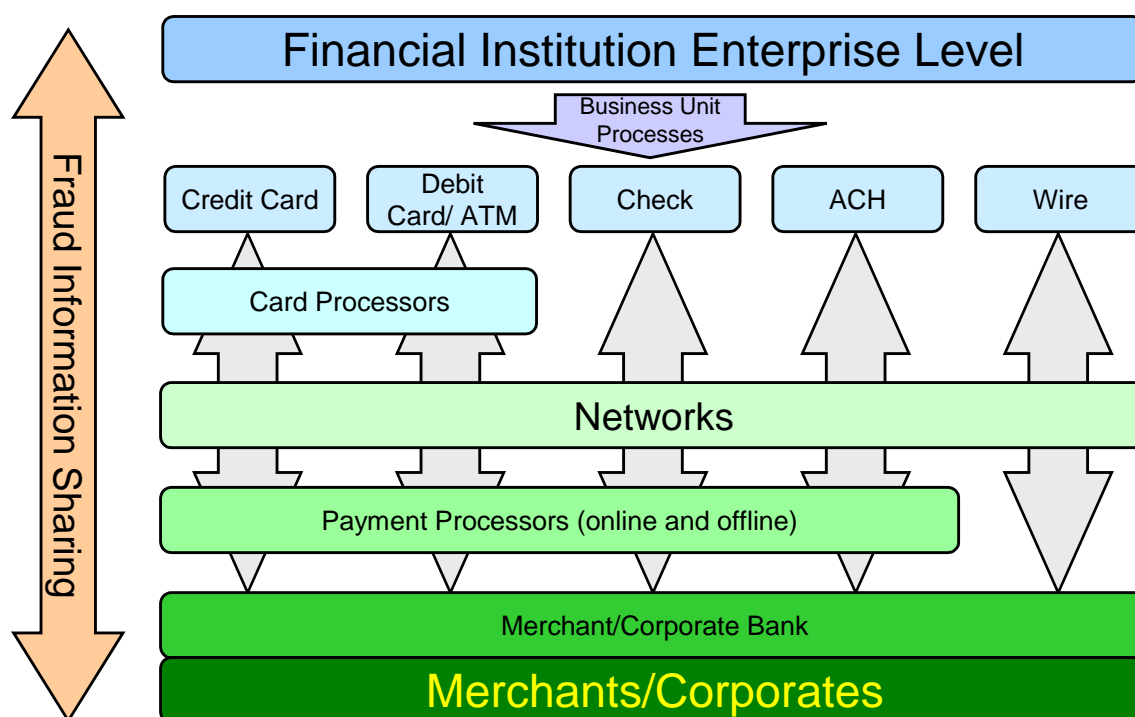 Financial Institution Enterprise Level
Business Unit
Processes
Fraud Information Sharing
Credit Card
Debit
Card/ ATM
Check
ACH
Wire
Card Processors
Networks
Payment Processors (online and offline)
Merchant/Corporate Bank
Merchants/Corporates